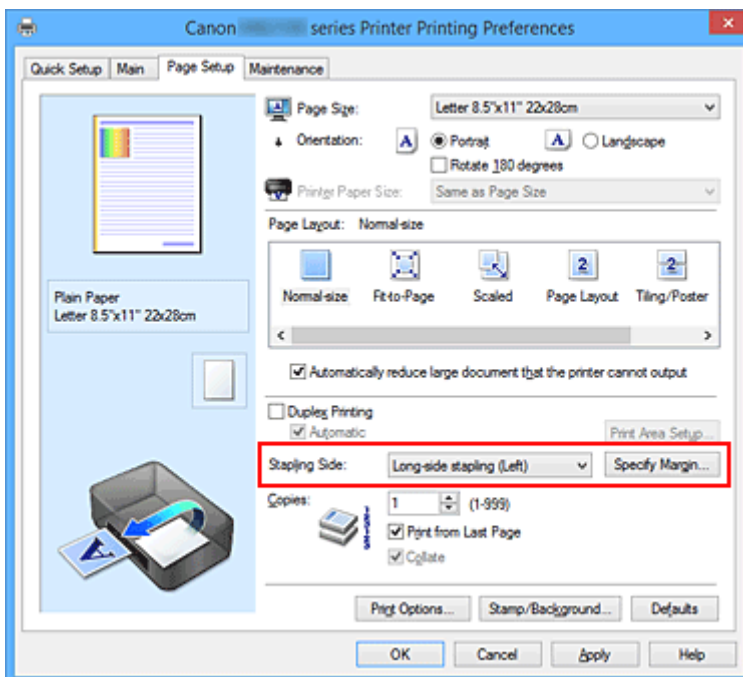 Canon series Printer Printing Preferences
Quick Setup Main Page Setup Maintenance
Page Size: Letter 8.5"x11" 22x28cm
Orientation: A Portrait A Landscape
Rotate 180 degrees
Printer Paper Size: Same as Page Size
Page Layout: Normal-size
2 2
Normal-size Fit-to-Page Scaled Page Layout Tiling/Poster
Plain Paper
Letter 8.5"x11" 22x28cm
Automatically reduce large document that the printer cannot output
Duplex Printing
Automatic
Print Area Setup...
Stapling Side: Long-side stapling (Left) Specify Margin...
Copies: 1 (1-999)
Print from Last Page
Collate
A
Print Options... Stamp/Background... Defaults
OK Cancel Apply Help